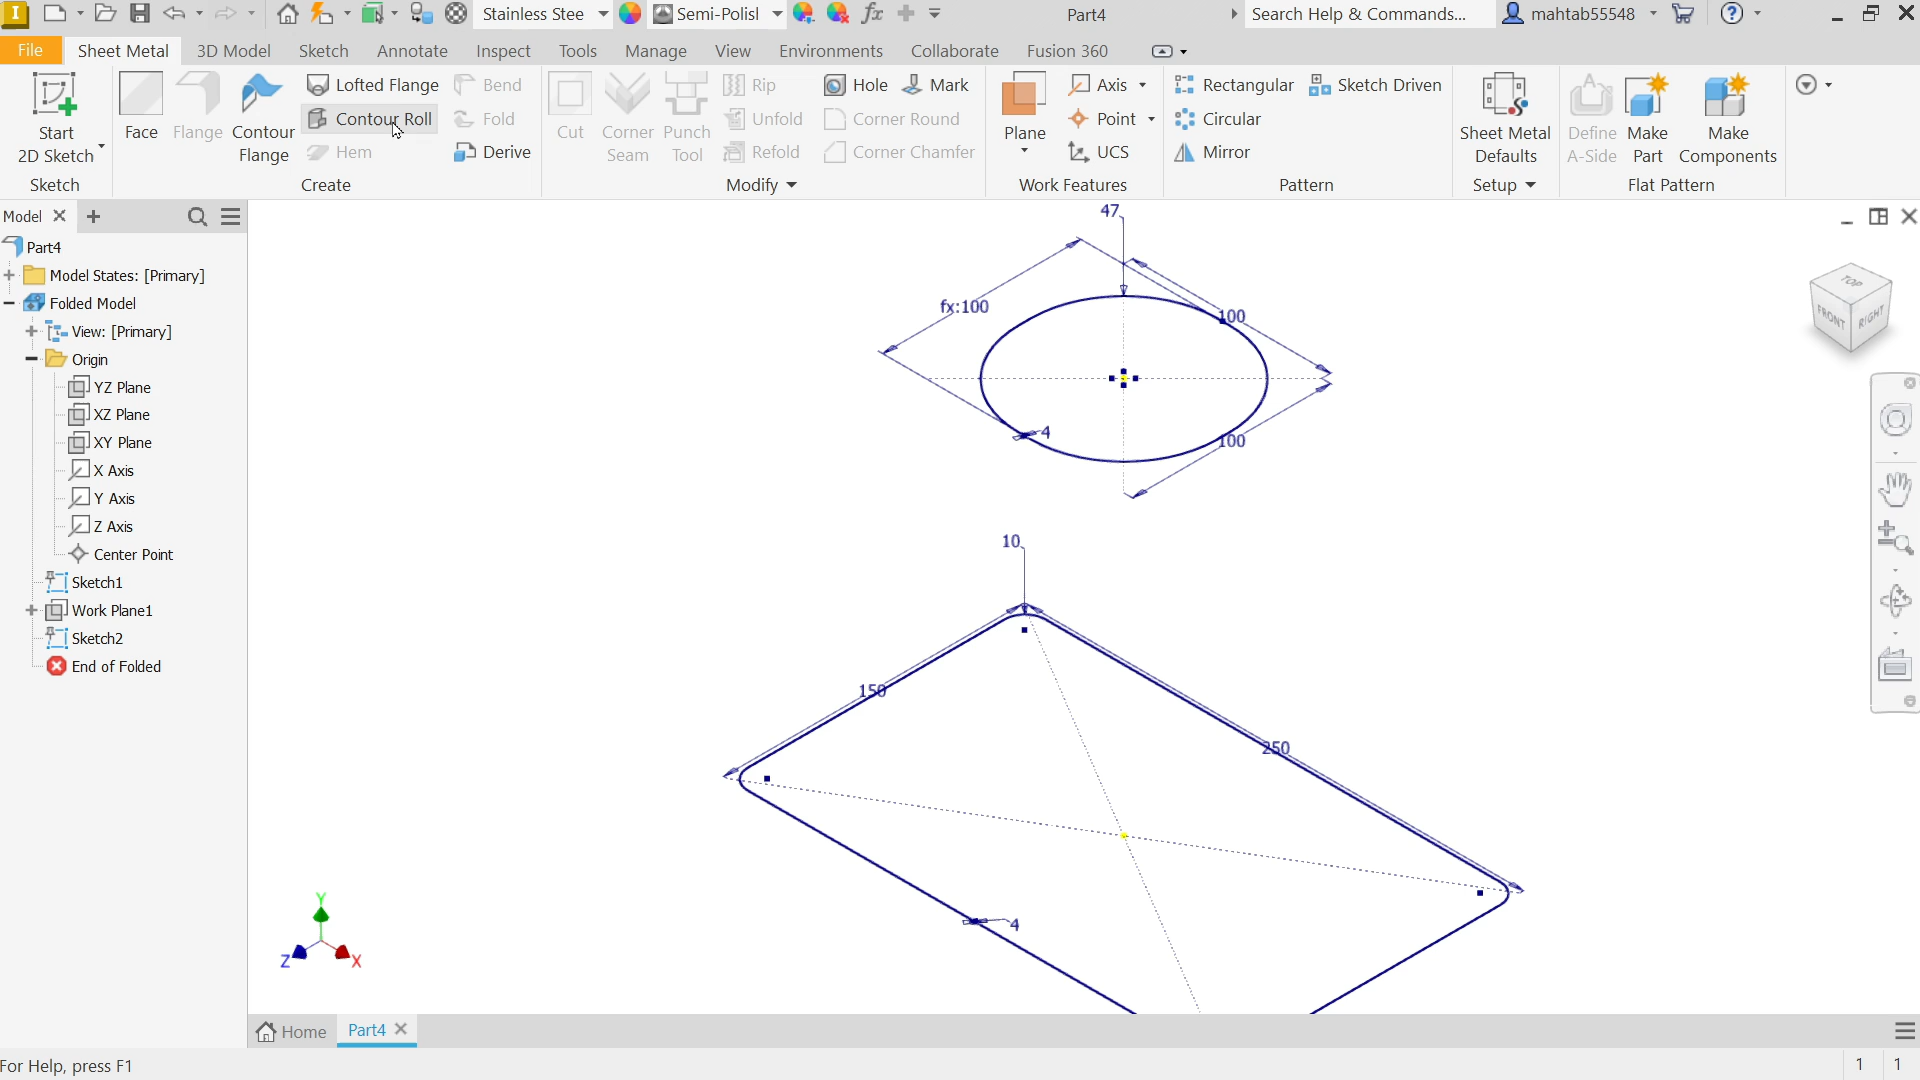 Stainless Stee
Semi-Polisl
fx
Part4
Search Help & Commands...
mahtab55548
File
Sheet Metal
3D Model
Sketch
Annotate
Inspect
Tools
Manage
View
Environments
Collaborate
Fusion 360
Start
2D Sketch
Sketch
Face
Flange
Contour
Flange
Lofted Flange
Contour Roll
Hem
Bend
Fold
Derive
Create
Cut
Corner
Seam
Punch
Tool
Rip
Unfold
Refold
Hole
Mark
Corner Round
Corner Chamfer
Modify
Plane
Axis
Point
UCS
Work Features
Rectangular
Sketch Driven
Circular
Mirror
Pattern
Sheet Metal
Defaults
Setup
Define
A-Side
Make
Part
Make
Components
Flat Pattern
Model
Part4
Model States: [Primary]
Folded Model
View: [Primary]
Origin
YZ Plane
XZ Plane
XY Plane
X Axis
Y Axis
Z Axis
Center Point
Sketch1
Work Plane1
Sketch2
End of Folded
47
fx:100
100
4
100
10
150
250
4
TOP
FRONT
RIGHT
Y
Z
X
Home
Part4
For Help, press F1
1
1